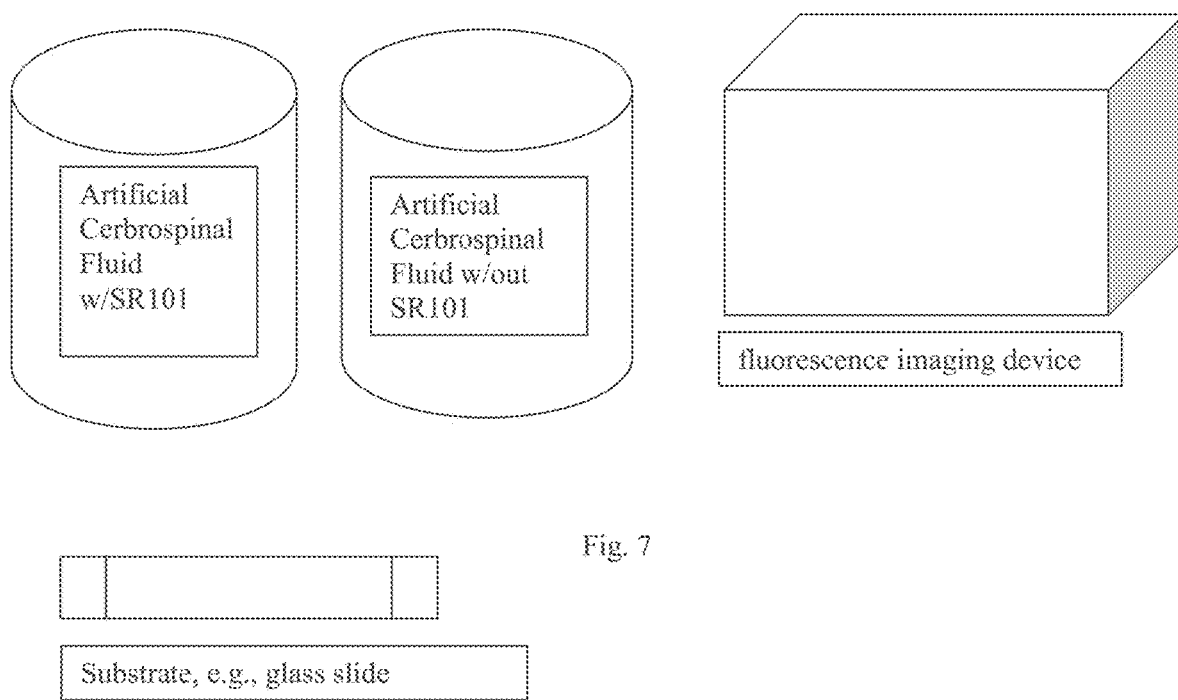 Artificial
Cerbrospinal
Fluid
w/SR101
Artificial
Cerbrospinal
Fluid w/out
SR101
fluorescence imaging device
Fig. 7
Substrate, e.g., glass slide